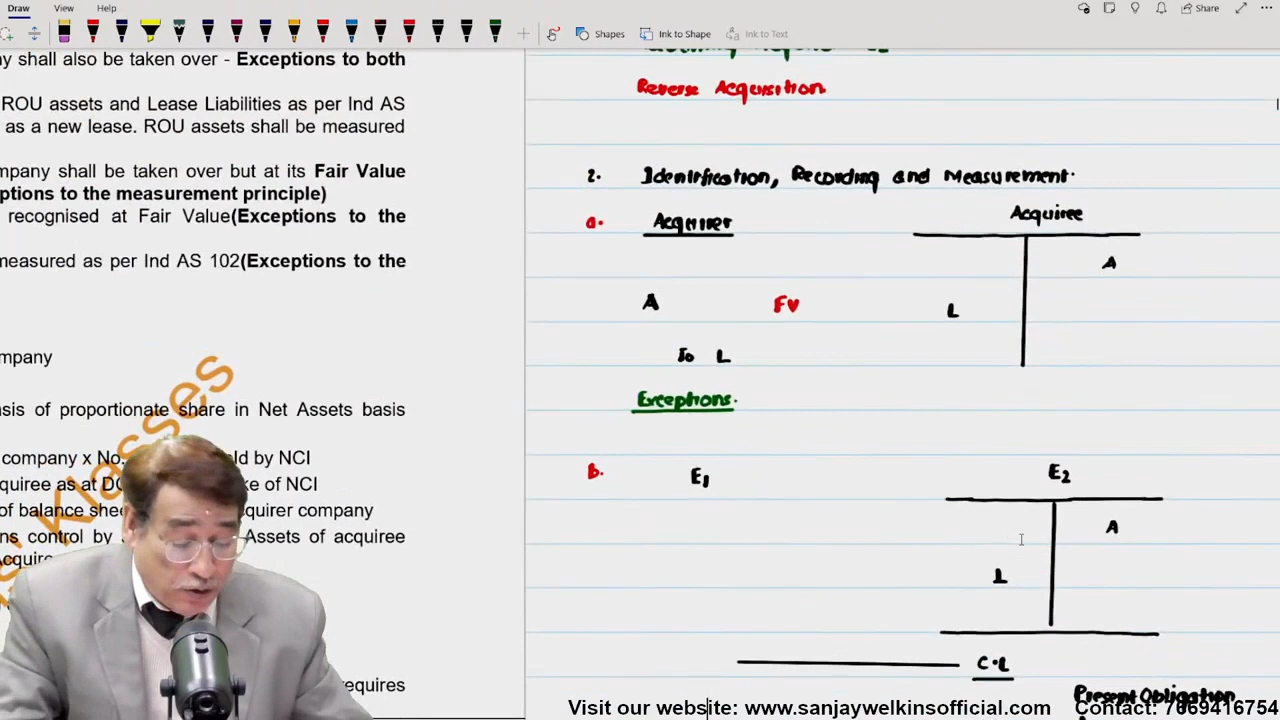 Draw View Help Share
Shapes Ink to Shape Ink to Text
y shall also be taken over - Exceptions to both
ROU assets and Lease Liabilities as per Ind AS
as a new lease. ROU assets shall be measured
mpany shall be taken over but at its Fair Value
ptions to the measurement principle)
recognised at Fair Value(Exceptions to the
measured as per Ind AS 102(Exceptions to the
mpany
sis of proportionate share in Net Assets basis
company x No. ld by NCI
quiree as at ke of NCI
of balance shee quirer company
ns control by Assets of acquiree
Acquire
requires
Klasses
Reverse Acquisition
2. Identification, Recording and Measurement.
a. Acquirer Acquiree
A
A FV L
To L
Exceptions.
b. E1 E2
A
L
C.L
Present Obligation
Visit our website: www.sanjaywelkinsofficial.com Contact: 7669416754